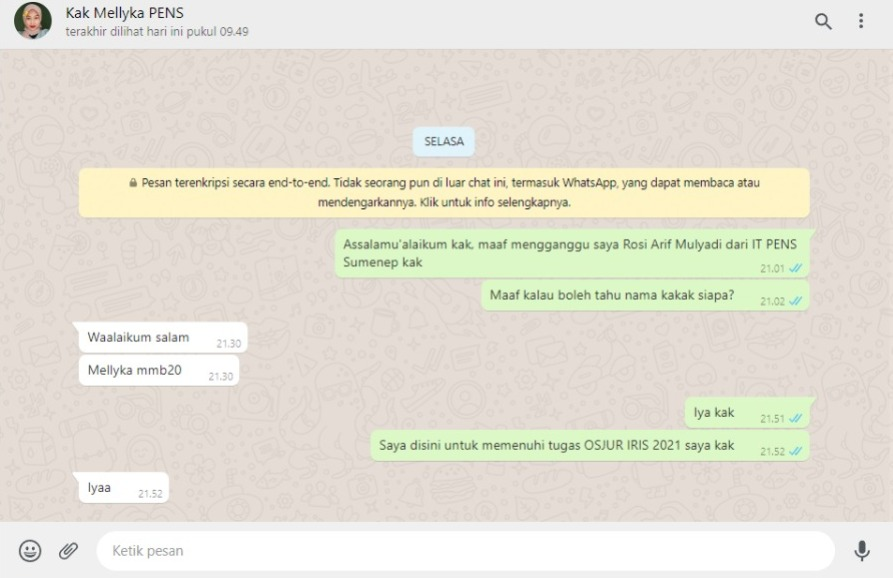 Kak Mellyka PENS
terakhir dilihat hari ini pukul 09.49
SELASA
Pesan terenkripsi secara end-to-end. Tidak seorang pun di luar chat ini, termasuk WhatsApp, yang dapat membaca atau
mendengarkannya. Klik untuk info selengkapnya.
Assalamu'alaikum kak, maaf mengganggu saya Rosi Arif Mulyadi dari IT PENS
Sumenep kak
21.01
Maaf kalau boleh tahu nama kakak siapa?
21.02
Waalaikum salam
21.30
Mellyka mmb20
21.30
Iya kak
21.51
Saya disini untuk memenuhi tugas OSJUR IRIS 2021 saya kak
21.52
Iyaa
21.52
Ketik pesan